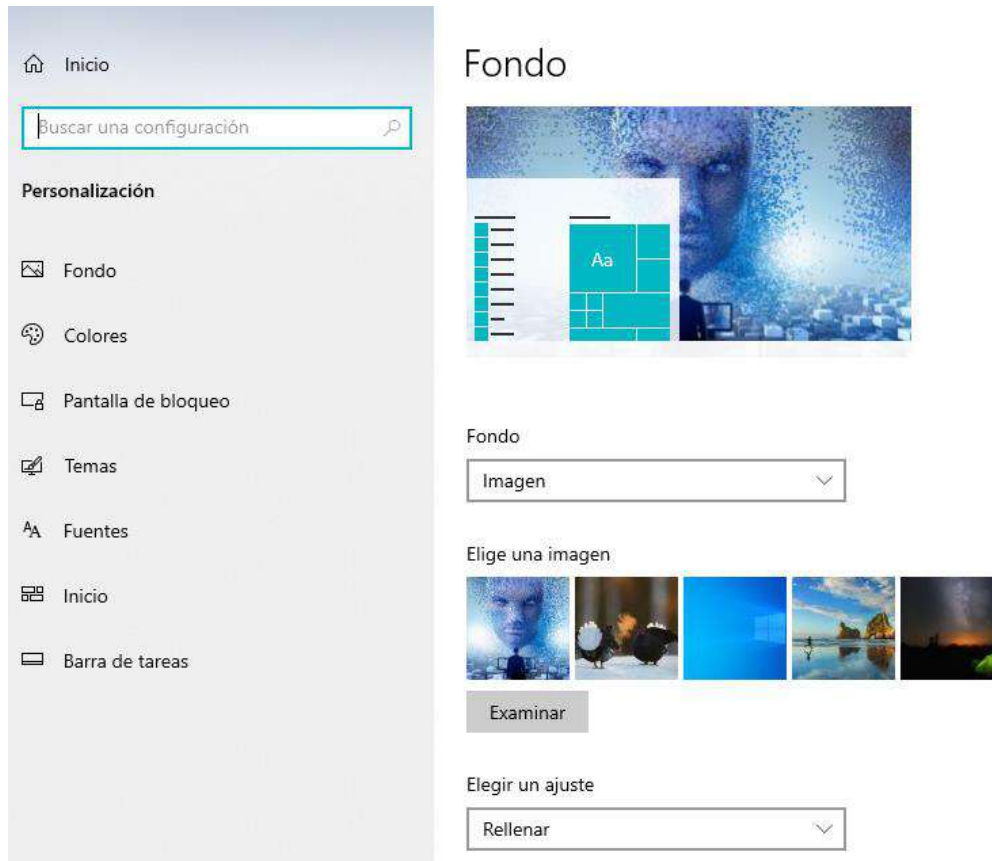 Inicio
Buscar una configuración
Personalización
Fondo
Colores
Pantalla de bloqueo
Temas
Fuentes
Inicio
Barra de tareas
Fondo
Aa
Fondo
Imagen
Elige una imagen
Examinar
Elegir un ajuste
Rellenar